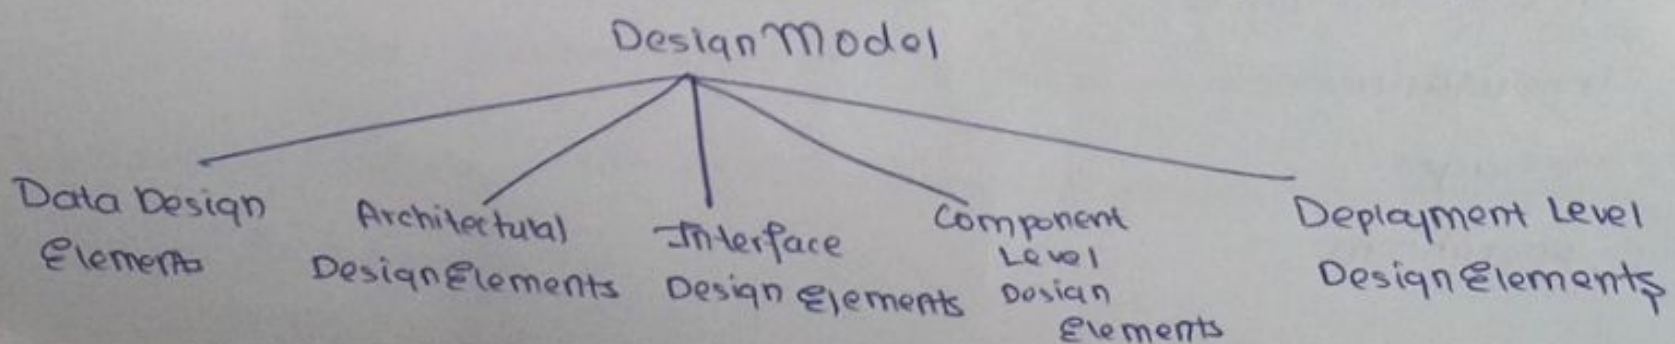 Design Model
Data Design
Elements
Architectural
Design Elements
Interface
Design Elements
Component
Level
Design
Elements
Deployment Level
Design Elements